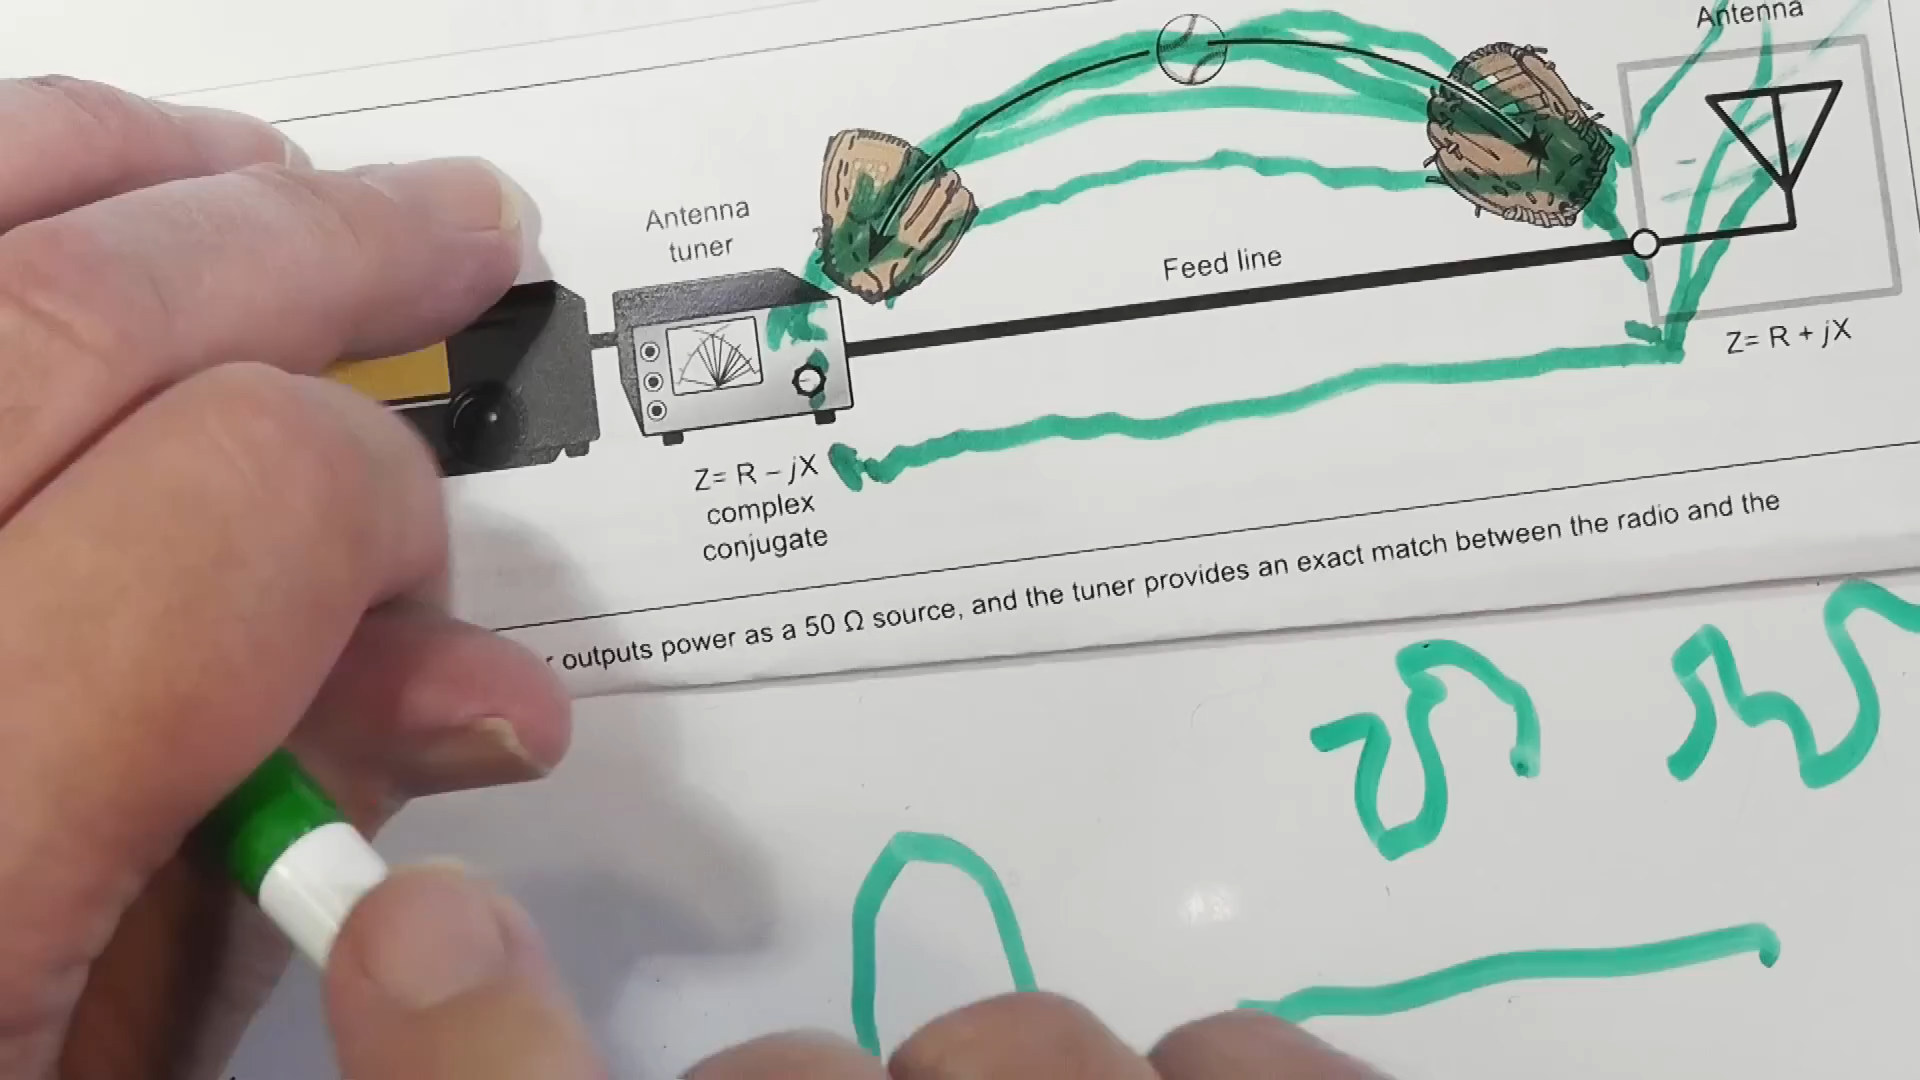 Antenna
Antenna
tuner
Feed line
Z= R + jX
Z= R – jX
complex
conjugate
outputs power as a 50 Ω source, and the tuner provides an exact match between the radio and the